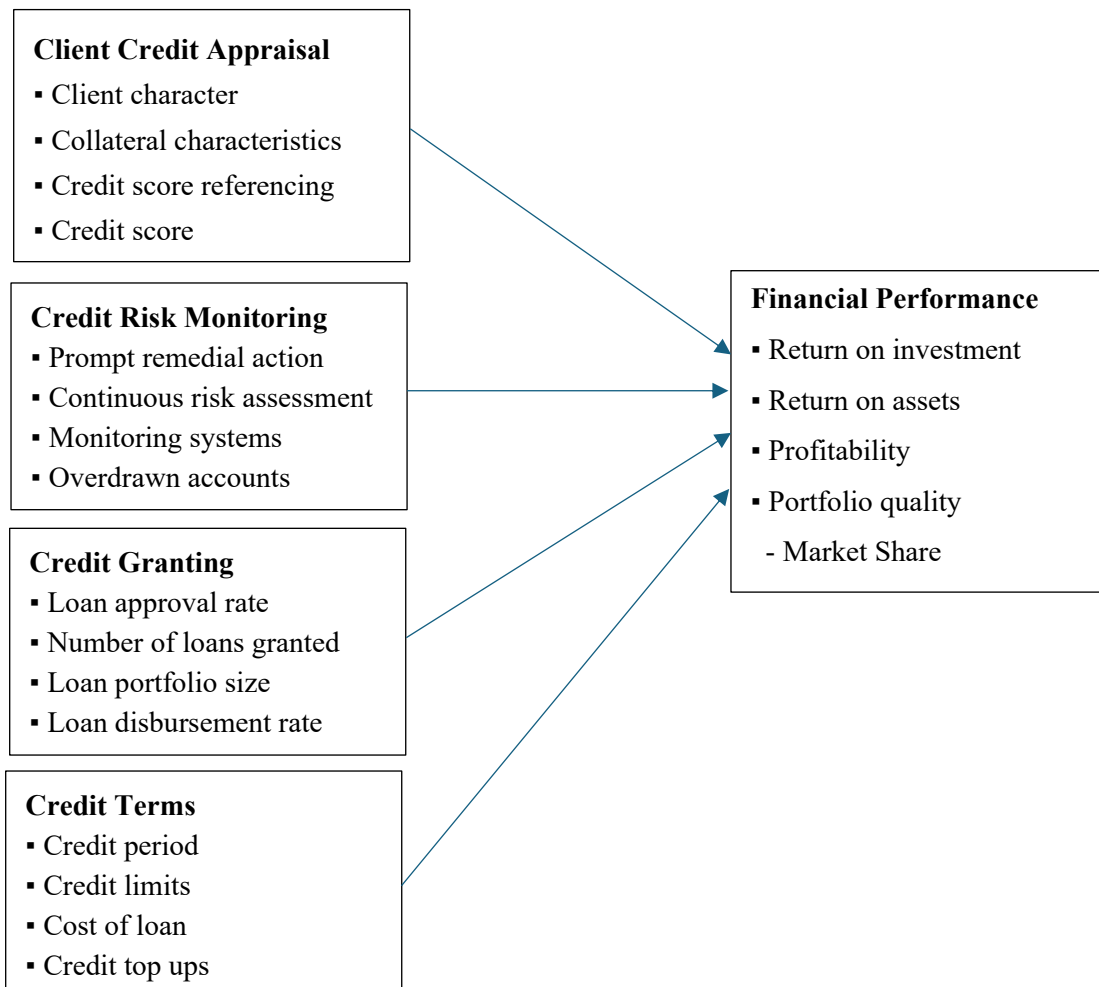 Client Credit Appraisal
▪ Client character
▪ Collateral characteristics
▪ Credit score referencing
▪ Credit score
Credit Risk Monitoring
▪ Prompt remedial action
▪ Continuous risk assessment
▪ Monitoring systems
▪ Overdrawn accounts
Credit Granting
▪ Loan approval rate
▪ Number of loans granted
▪ Loan portfolio size
▪ Loan disbursement rate
Credit Terms
▪ Credit period
▪ Credit limits
▪ Cost of loan
▪ Credit top ups
Financial Performance
▪ Return on investment
▪ Return on assets
▪ Profitability
▪ Portfolio quality
- Market Share